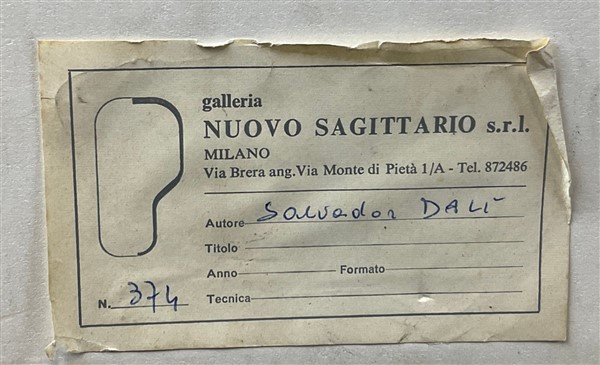 galleria
NUOVO SAGITTARIO s.r.l.
MILANO
Via Brera ang. Via Monte di Pietà 1/A - Tel. 872486
Autore Salvador DALÌ
Titolo
Anno Formato
N. 374 Tecnica